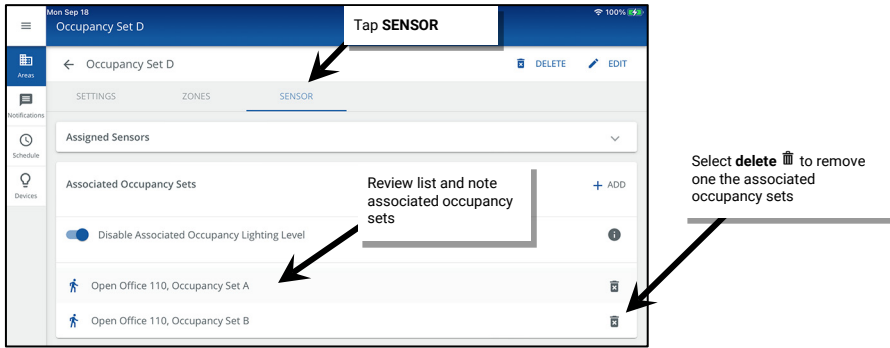 Mon Sep 18
100%
Occupancy Set D
Tap SENSOR
Areas
Occupancy Set D
DELETE
EDIT
Notifications
SETTINGS
ZONES
SENSOR
Schedule
Assigned Sensors
Devices
Associated Occupancy Sets
+ ADD
Review list and note
associated occupancy
sets
Select delete to remove
one the associated
occupancy sets
Disable Associated Occupancy Lighting Level
Open Office 110, Occupancy Set A
Open Office 110, Occupancy Set B